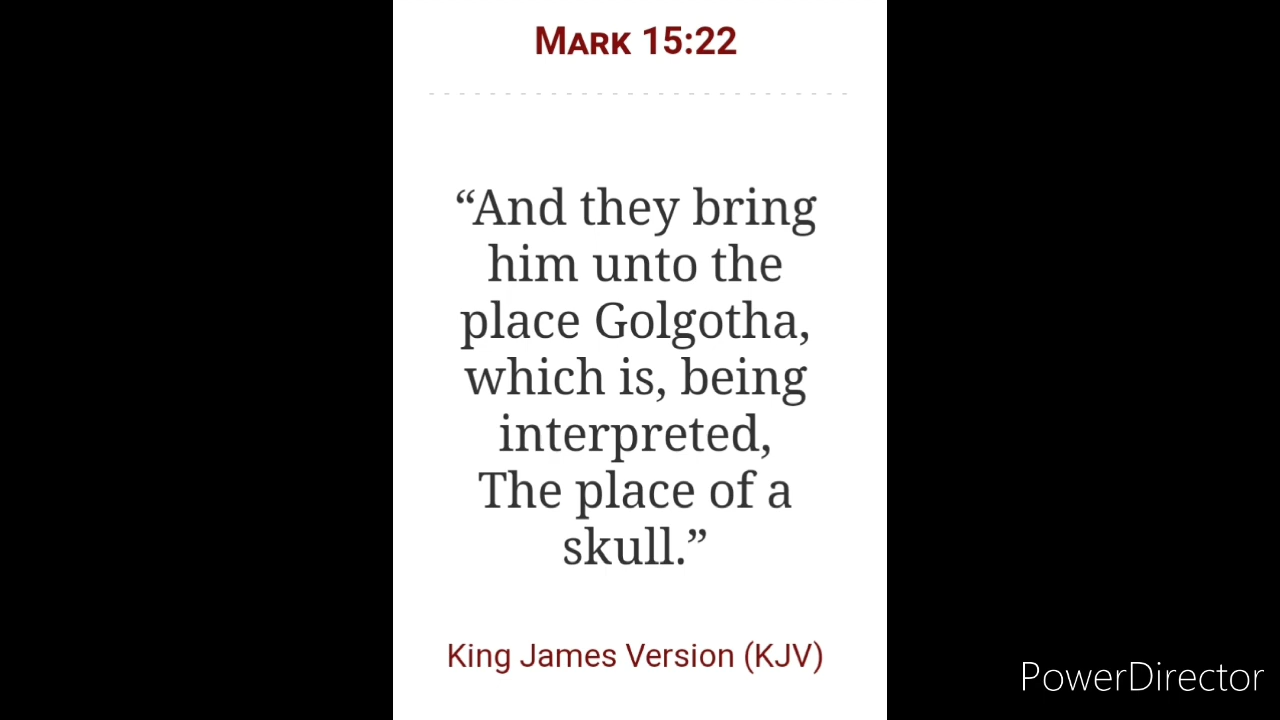 Mark 15:22
“And they bring
him unto the
place Golgotha,
which is, being
interpreted,
The place of a
skull.”
King James Version (KJV)
PowerDirector